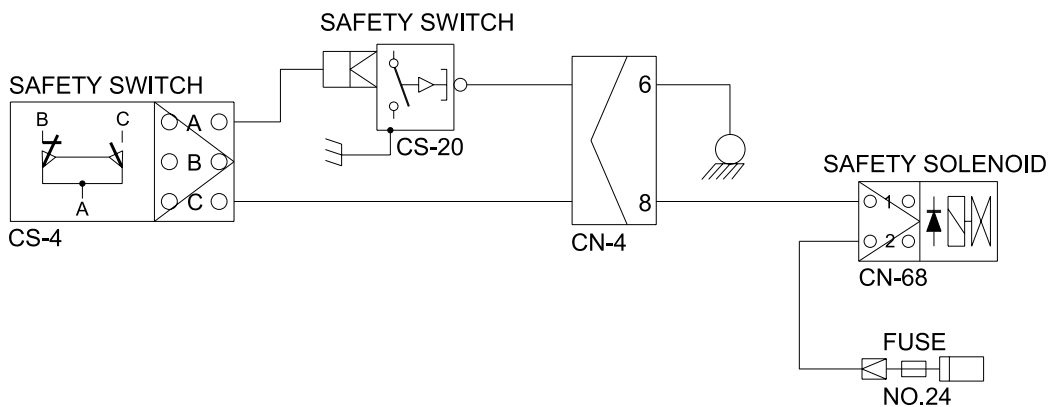 SAFETY SWITCH
SAFETY SWITCH
B C
A
A
B
C
CS-4
CS-20
6
8
CN-4
SAFETY SOLENOID
1
2
CN-68
FUSE
NO.24